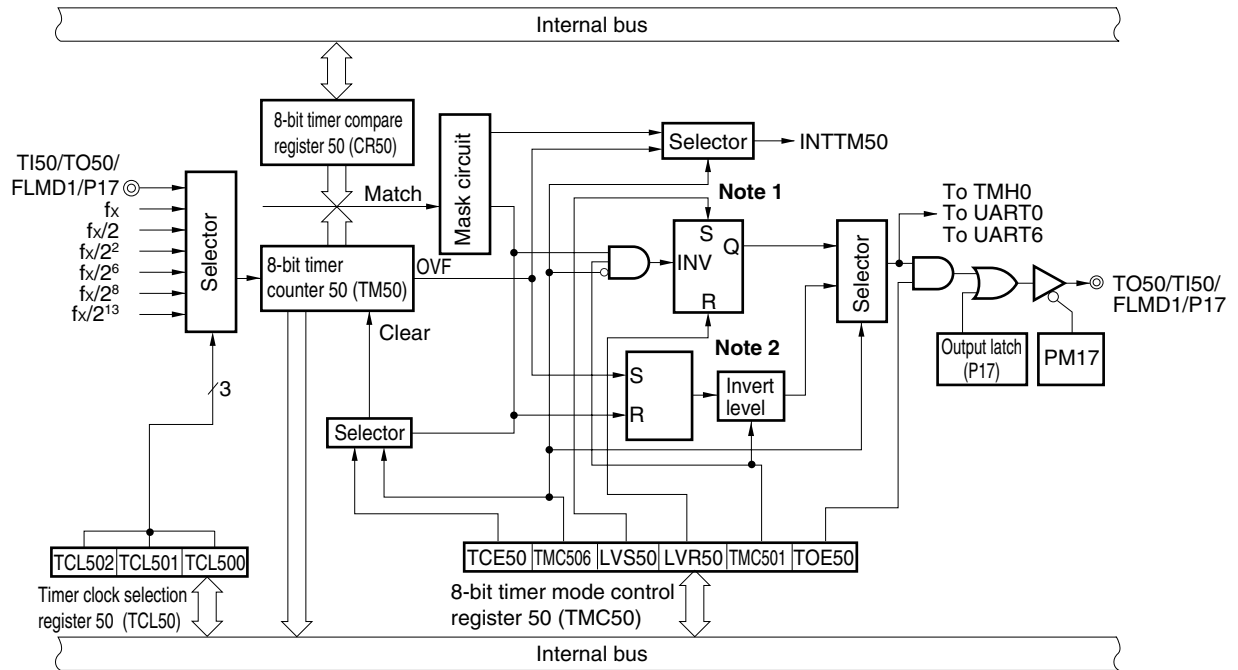 Internal bus
8-bit timer compare
register 50 (CR50)
TI50/TO50/
FLMD1/P17
fX
fX/2
fX/2²
fX/2⁶
fX/2⁸
fX/2¹³
Selector
Match
Mask circuit
8-bit timer
counter 50 (TM50)
OVF
Clear
Selector
INTTM50
Note 1
S
INV
Q
R
Note 2
S
R
Invert
level
Selector
To TMH0
To UART0
To UART6
TO50/TI50/
FLMD1/P17
Output latch
(P17)
PM17
3
Selector
TCL502 TCL501 TCL500
Timer clock selection
register 50 (TCL50)
TCE50 TMC506 LVS50 LVR50 TMC501 TOE50
8-bit timer mode control
register 50 (TMC50)
Internal bus